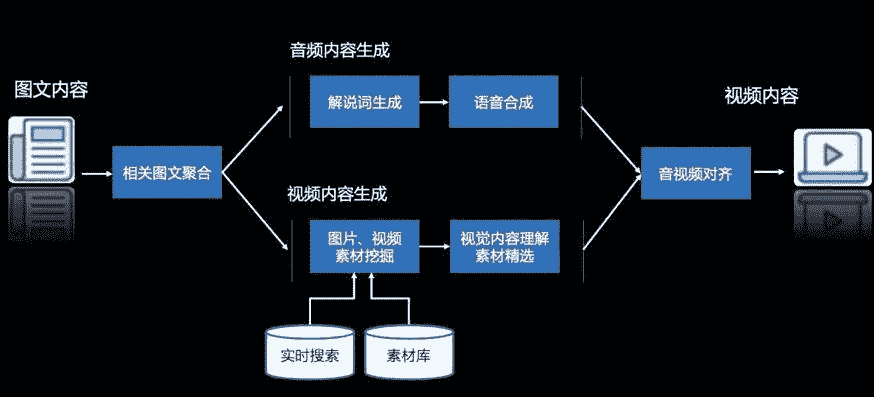 图文内容
相关图文聚合
音频内容生成
解说词生成
语音合成
视频内容生成
图片、视频
素材挖掘
视觉内容理解
素材精选
实时搜索
素材库
音视频对齐
视频内容